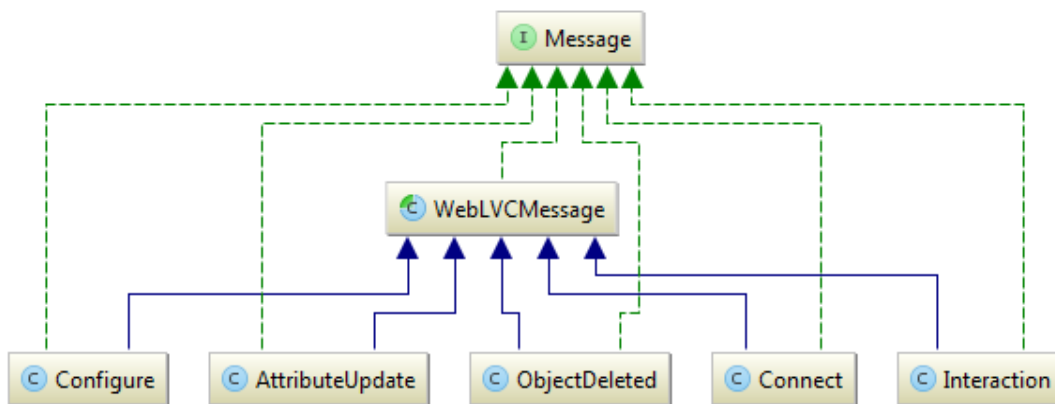 I Message
C WebLVCMessage
C Configure C AttributeUpdate C ObjectDeleted C Connect C Interaction